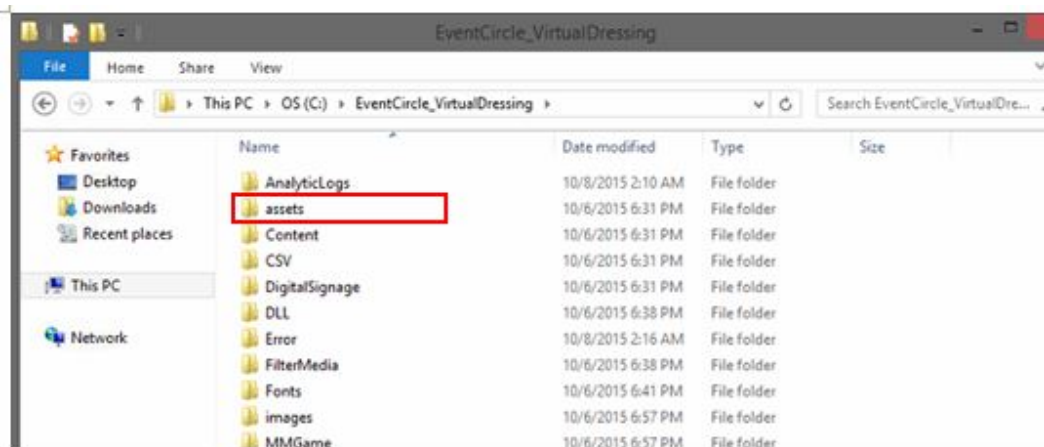 EventCircle_VirtualDressing
File Home Share View
This PC OS (C:) EventCircle_VirtualDressing Search EventCircle_VirtualDre...
Favorites
Desktop
Downloads
Recent places
This PC
Network
Name Date modified Type Size
AnalyticLogs 10/8/2015 2:10 AM File folder
assets 10/6/2015 6:31 PM File folder
Content 10/6/2015 6:31 PM File folder
CSV 10/6/2015 6:31 PM File folder
DigitalSignage 10/6/2015 6:31 PM File folder
DLL 10/6/2015 6:38 PM File folder
Error 10/8/2015 2:16 AM File folder
FilterMedia 10/6/2015 6:38 PM File folder
Fonts 10/6/2015 6:41 PM File folder
images 10/6/2015 6:57 PM File folder
MMGame 10/6/2015 6:57 PM File folder